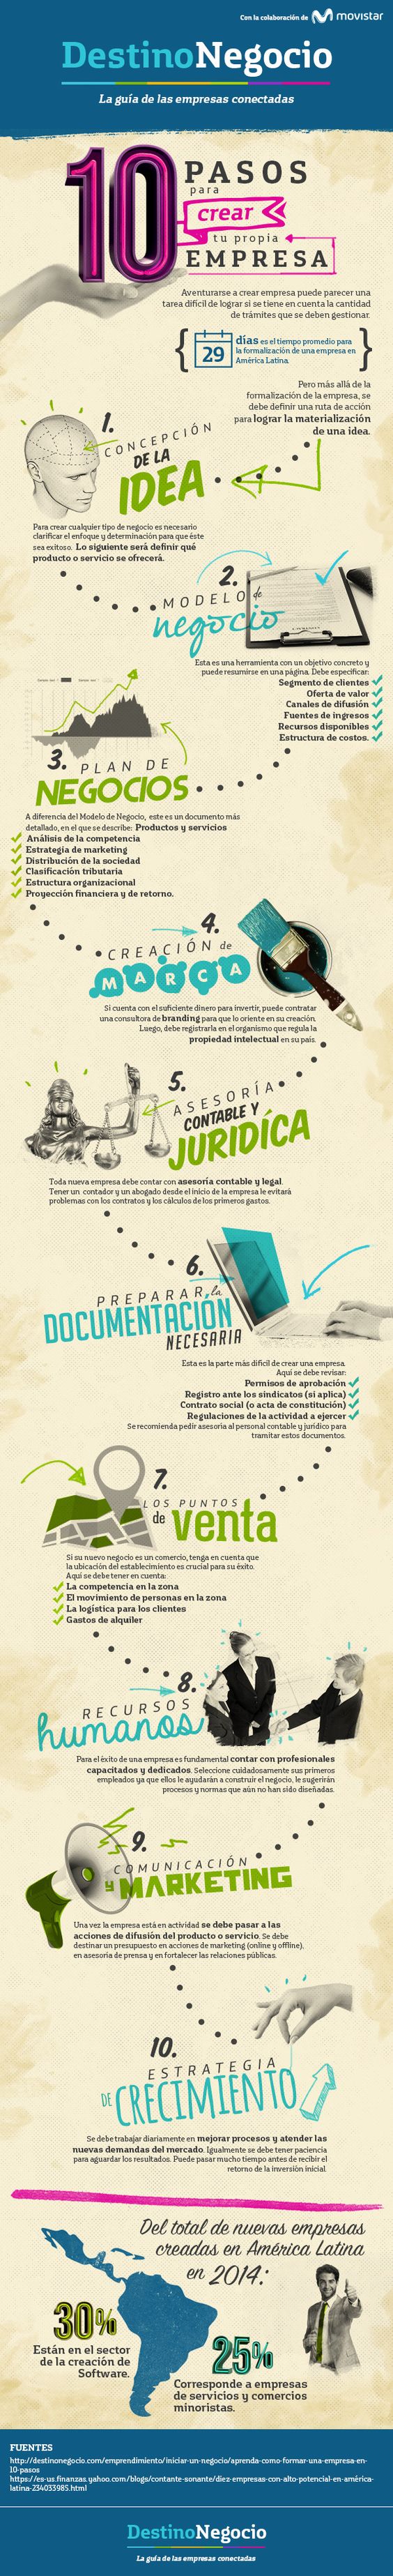 Con la colaboración de movistar
DestinoNegocio
La guía de las empresas conectadas
10 PASOS
para
crear
tu propia
EMPRESA
Aventurarse a crear empresa puede parecer una
tarea difícil de lograr si se tiene en cuenta la cantidad
de trámites que se deben gestionar.
29
días es el tiempo promedio para
la formalización de una empresa en
América Latina.
Pero más allá de la
formalización de la empresa, se
debe definir una ruta de acción
para lograr la materialización
de una idea.
1.
CONCEPCIÓN
DE LA
IDEA
Para crear cualquier tipo de negocio es necesario
clarificar el enfoque y determinación para que éste
sea exitoso. Lo siguiente será definir qué
producto o servicio se ofrecerá.
2.
MODELO de
negocio
Esta es una herramienta con un objetivo concreto y
puede resumirse en una página. Debe especificar:
Segmento de clientes
Oferta de valor
Canales de difusión
Fuentes de ingresos
Recursos disponibles
Estructura de costos.
3.
PLAN DE
NEGOCIOS
A diferencia del Modelo de Negocio, este es un documento más
detallado, en el que se describe: Productos y servicios
Análisis de la competencia
Estrategia de marketing
Distribución de la sociedad
Clasificación tributaria
Estructura organizacional
Proyección financiera y de retorno.
4.
CREACIÓN de
MARCA
Si cuenta con el suficiente dinero para invertir, puede contratar
una consultora de branding para que lo oriente en su creación.
Luego, debe registrarla en el organismo que regula la
propiedad intelectual en su país.
5.
ASESORÍA
CONTABLE Y
JURIDÍCA
Toda nueva empresa debe contar con asesoría contable y legal.
Tener un contador y un abogado desde el inicio de la empresa le evitará
problemas con los contratos y los cálculos de los primeros gastos.
6.
PREPARAR la
DOCUMENTACIÓN
NECESARIA
Esta es la parte más difícil de crear una empresa.
Aquí se debe revisar:
Permisos de aprobación
Registro ante los sindicatos (si aplica)
Contrato social (o acta de constitución)
Regulaciones de la actividad a ejercer
Se recomienda pedir asesoría al personal contable y jurídico para
tramitar estos documentos.
7.
LOS PUNTOS
de venta
Si su nuevo negocio es un comercio, tenga en cuenta que
la ubicación del establecimiento es crucial para su éxito.
Aquí se debe tener en cuenta:
La competencia en la zona
El movimiento de personas en la zona
La logística para los clientes
Gastos de alquiler
8.
RECURSOS
humanos
Para el éxito de una empresa es fundamental contar con profesionales
capacitados y dedicados. Seleccione cuidadosamente sus primeros
empleados ya que ellos le ayudarán a construir el negocio, le sugerirán
procesos y normas que aún no han sido diseñadas.
9.
COMUNICACIÓN
Y MARKETING
Una vez la empresa está en actividad se debe pasar a las
acciones de difusión del producto o servicio. Se debe
destinar un presupuesto en acciones de marketing (online y offline),
en asesoría de prensa y en fortalecer las relaciones públicas.
10.
ESTRATEGIA
DE CRECIMIENTO
Se debe trabajar diariamente en mejorar procesos y atender las
nuevas demandas del mercado. Igualmente se debe tener paciencia
para aguardar los resultados. Puede pasar mucho tiempo antes de recibir el
retorno de la inversión inicial.
Del total de nuevas empresas
creadas en América Latina
en 2014:
30%
Están en el sector
de la creación de
Software.
25%
Corresponde a empresas
de servicios y comercios
minoristas.
FUENTES
http://destinonegocio.com/emprendimiento/iniciar-un-negocio/aprenda-como-formar-una-empresa-en-
10-pasos
https://es-us.finanzas.yahoo.com/blogs/contante-sonante/diez-empresas-con-alto-potencial-en-américa-
latina-234033985.html
DestinoNegocio
La guía de las empresas conectadas